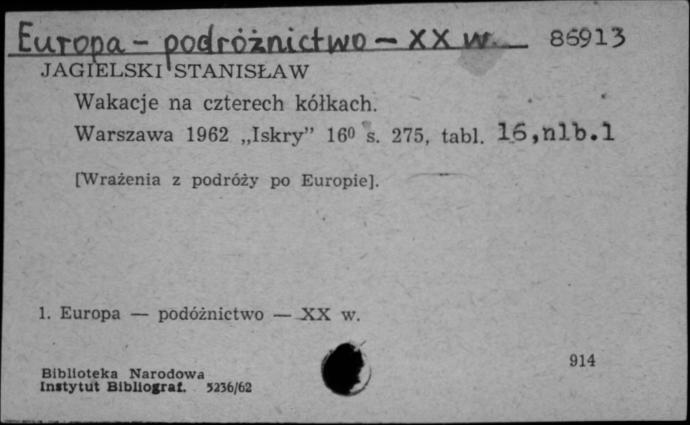 Europa - podróżnictwo - XX w. 86913
JAGIELSKI STANISŁAW
Wakacje na czterech kółkach.
Warszawa 1962 „Iskry” 16⁰ s. 275, tabl. 16,nlb.1
[Wrażenia z podróży po Europie].
1. Europa — podóżnictwo — XX w.
914
Biblioteka Narodowa
Instytut Bibliograf. 5236/62